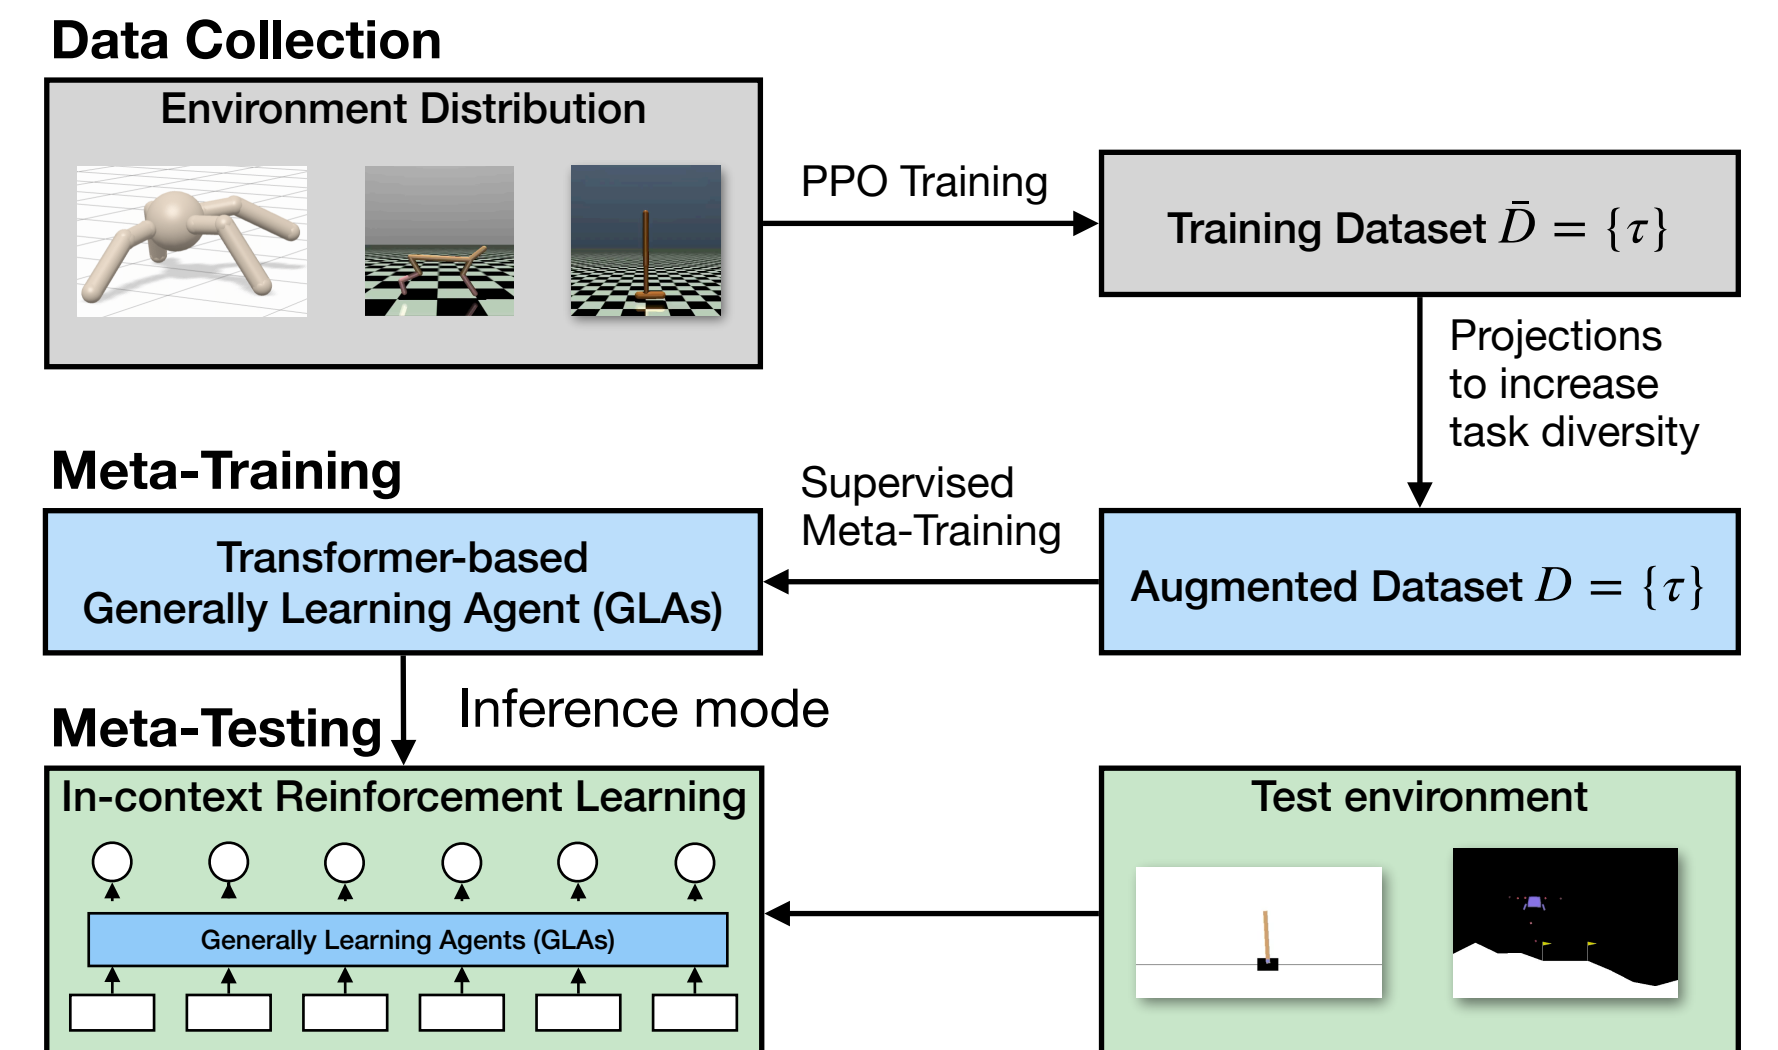 Data Collection
Environment Distribution
PPO Training
Training Dataset D̄ = {τ}
Projections
to increase
task diversity
Meta-Training
Supervised
Meta-Training
Transformer-based
Generally Learning Agent (GLAs)
Augmented Dataset D = {τ}
Inference mode
Meta-Testing
In-context Reinforcement Learning
Generally Learning Agents (GLAs)
Test environment